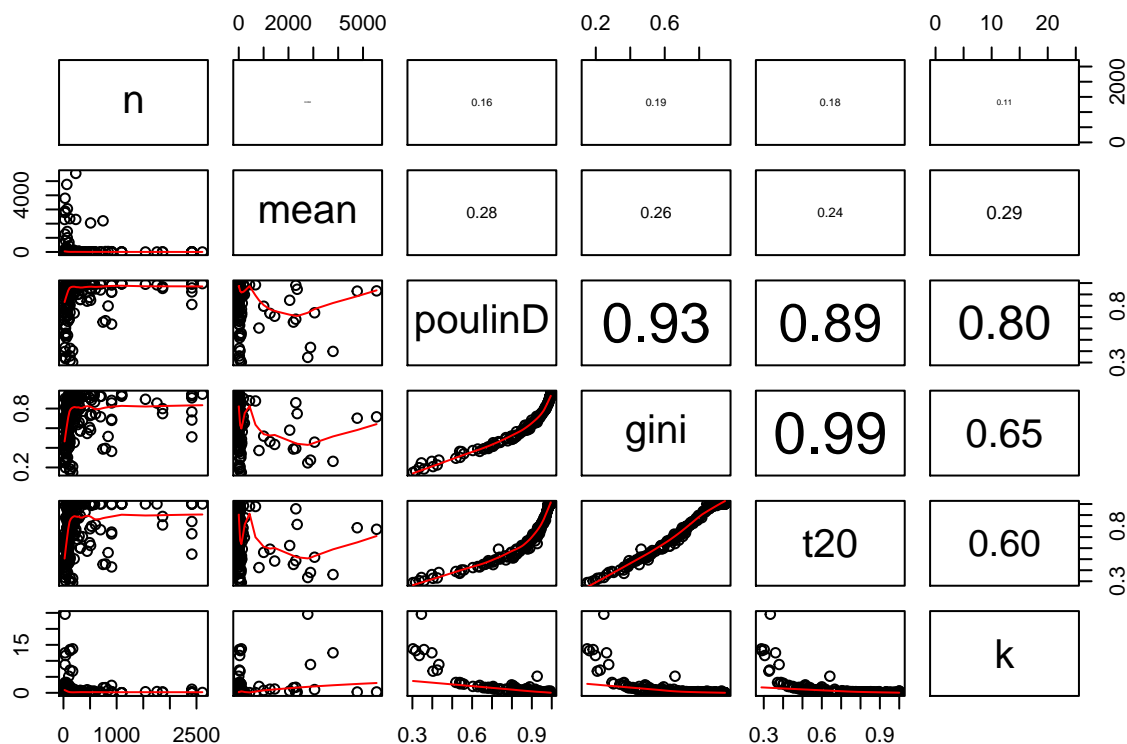 0 2000 5000 0.2 0.6 0 10 20
n 0.16 0.19 0.18 0.11 0 2000
0 4000 mean 0.28 0.26 0.24 0.29
poulinD 0.93 0.89 0.80 0.3 0.8
0.2 0.8 gini 0.99 0.65
t20 0.60 0.3 0.8
0 15 k
0 1000 2500 0.3 0.6 0.9 0.3 0.6 0.9